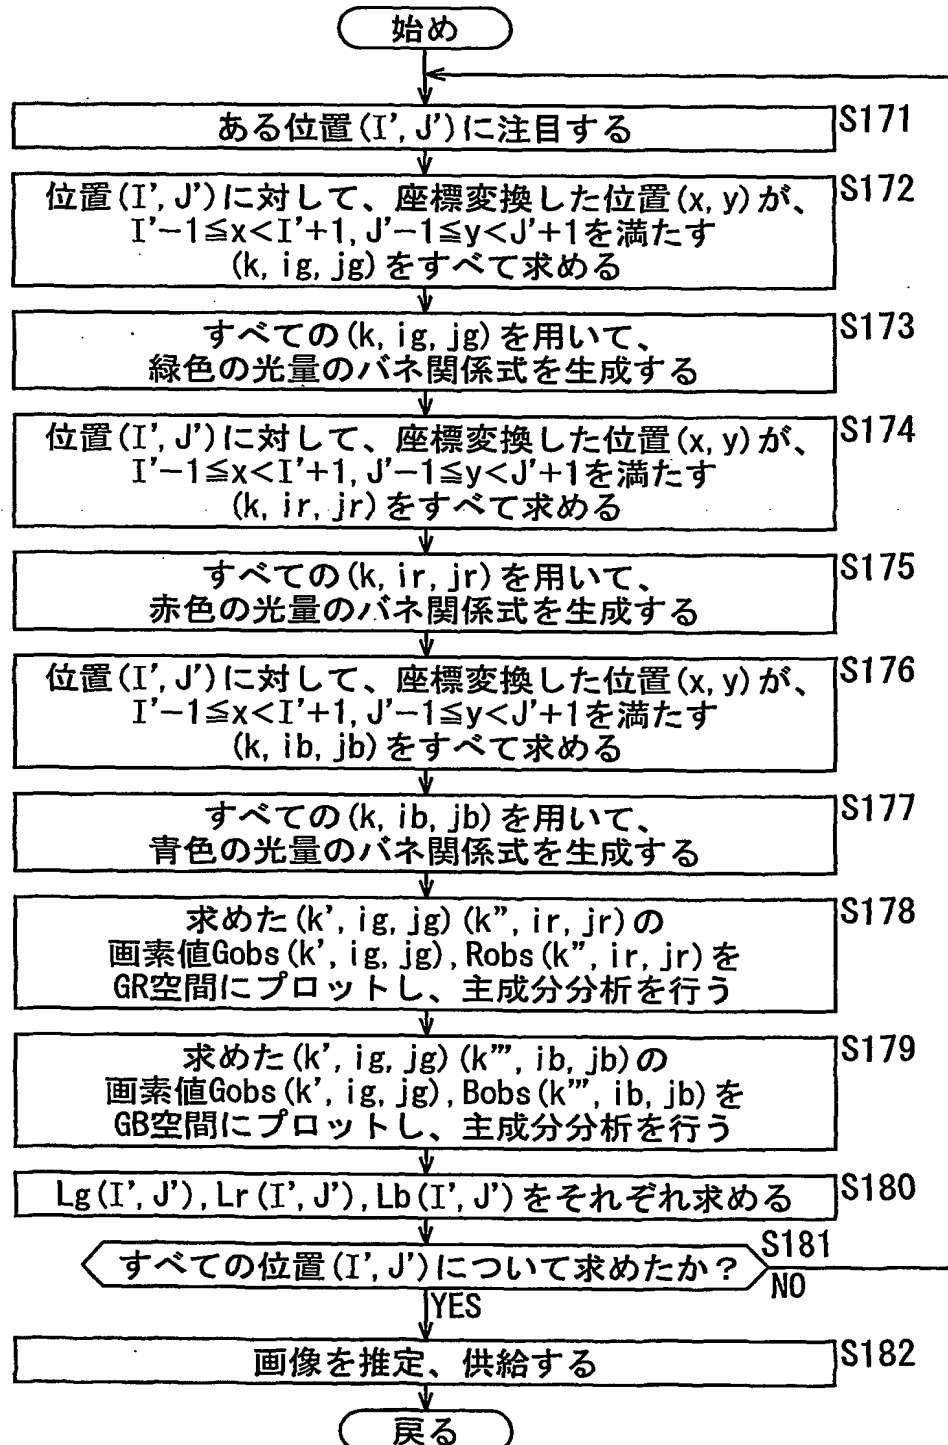 始め
ある位置(I', J')に注目する
S171
位置(I', J')に対して、座標変換した位置(x, y)が、
I'−1≦x<I'+1, J'−1≦y<J'+1を満たす
(k, ig, jg)をすべて求める
S172
すべての(k, ig, jg)を用いて、
緑色の光量のバネ関係式を生成する
S173
位置(I', J')に対して、座標変換した位置(x, y)が、
I'−1≦x<I'+1, J'−1≦y<J'+1を満たす
(k, ir, jr)をすべて求める
S174
すべての(k, ir, jr)を用いて、
赤色の光量のバネ関係式を生成する
S175
位置(I', J')に対して、座標変換した位置(x, y)が、
I'−1≦x<I'+1, J'−1≦y<J'+1を満たす
(k, ib, jb)をすべて求める
S176
すべての(k, ib, jb)を用いて、
青色の光量のバネ関係式を生成する
S177
求めた(k', ig, jg)(k", ir, jr)の
画素値Gobs(k', ig, jg), Robs(k", ir, jr)を
GR空間にプロットし、主成分分析を行う
S178
求めた(k', ig, jg)(k"', ib, jb)の
画素値Gobs(k', ig, jg), Bobs(k"', ib, jb)を
GB空間にプロットし、主成分分析を行う
S179
Lg(I', J'), Lr(I', J'), Lb(I', J')をそれぞれ求める
S180
すべての位置(I', J')について求めたか？
S181
NO
YES
画像を推定、供給する
S182
戻る